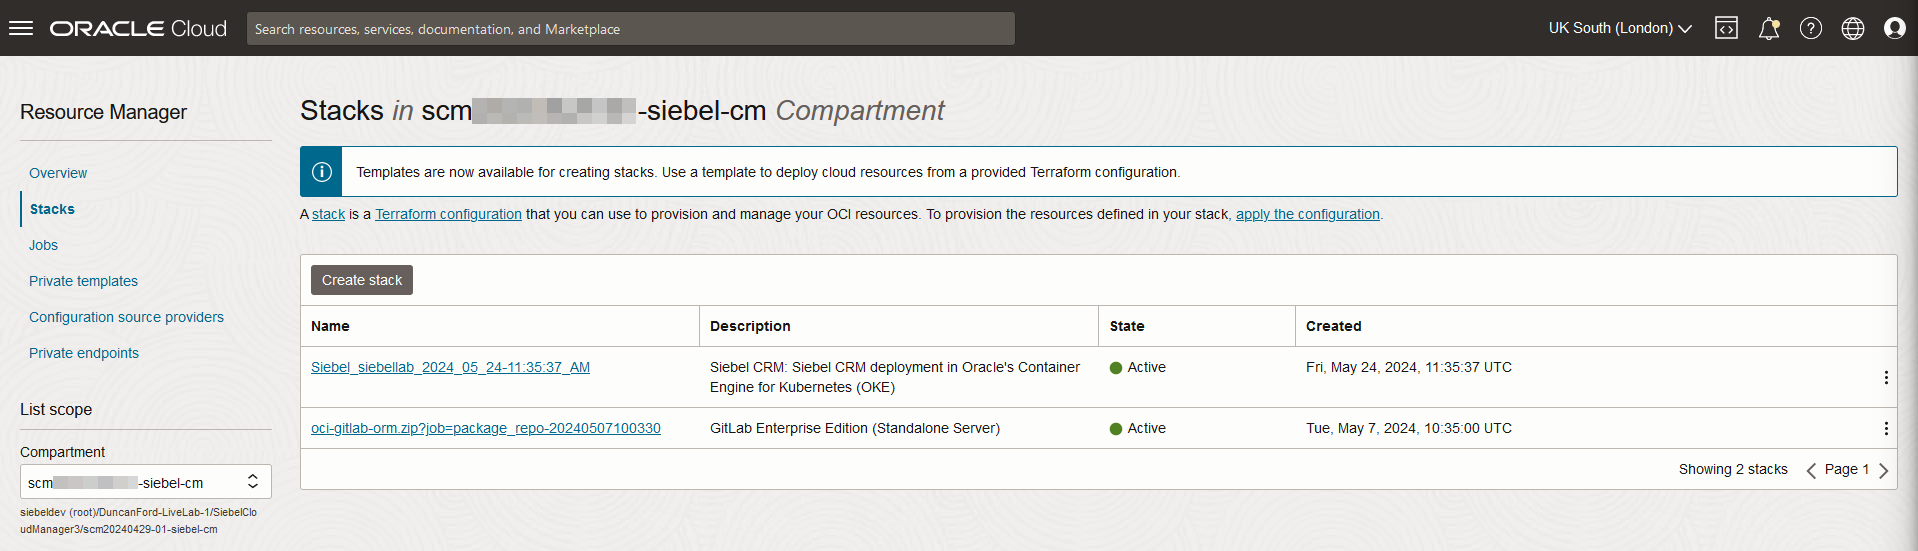 ORACLE Cloud
Search resources, services, documentation, and Marketplace
UK South (London)
Resource Manager
Overview
Stacks
Jobs
Private templates
Configuration source providers
Private endpoints
List scope
Compartment
scm -siebel-cm
siebeldev (root)/DuncanFord-LiveLab-1/SiebelClo
udManager3/scm20240429-01-siebel-cm
Stacks in scm -siebel-cm Compartment
Templates are now available for creating stacks. Use a template to deploy cloud resources from a provided Terraform configuration.
A stack is a Terraform configuration that you can use to provision and manage your OCI resources. To provision the resources defined in your stack, apply the configuration.
Create stack
Name Description State Created
Siebel_siebellab_2024_05_24-11:35:37_AM Siebel CRM: Siebel CRM deployment in Oracle's Container Active Fri, May 24, 2024, 11:35:37 UTC
Engine for Kubernetes (OKE)
oci-gitlab-orm.zip?job=package_repo-20240507100330 GitLab Enterprise Edition (Standalone Server) Active Tue, May 7, 2024, 10:35:00 UTC
Showing 2 stacks Page 1